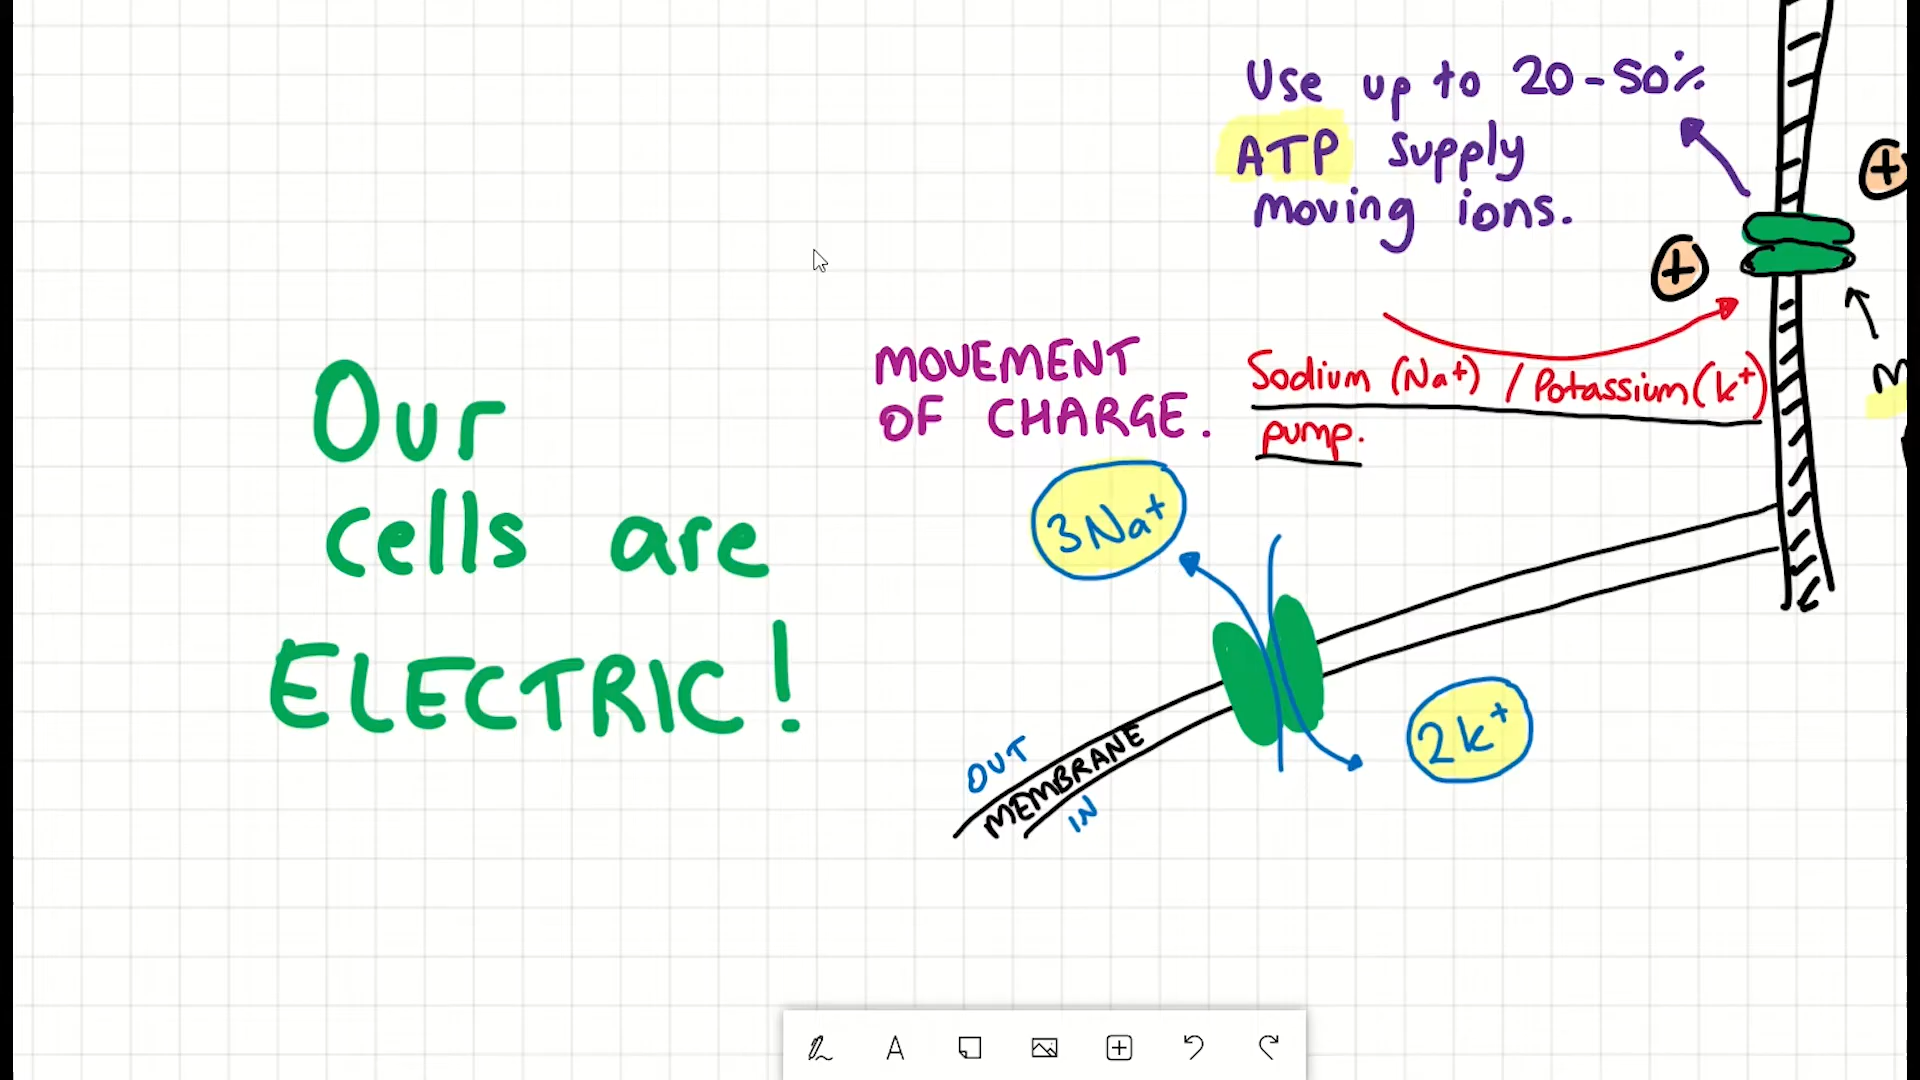 Our
cells are
ELECTRIC!
Use up to 20-50%
ATP supply
moving ions.
+
+
MOVEMENT
OF CHARGE.
Sodium (Na+) / Potassium (k+)
pump.
3Na+
2k+
OUT
MEMBRANE
IN
A